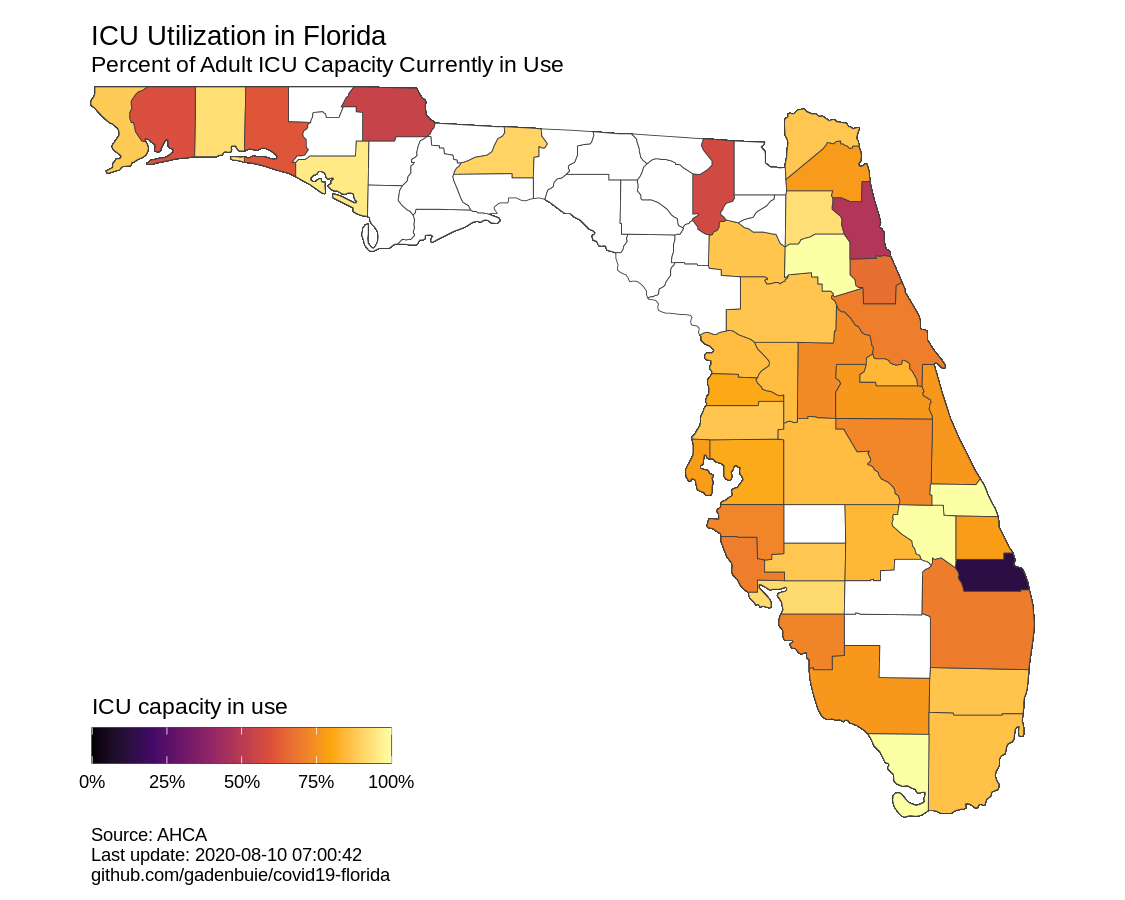 ICU Utilization in Florida
Percent of Adult ICU Capacity Currently in Use
ICU capacity in use
0% 25% 50% 75% 100%
Source: AHCA
Last update: 2020-08-10 07:00:42
github.com/gadenbuie/covid19-florida